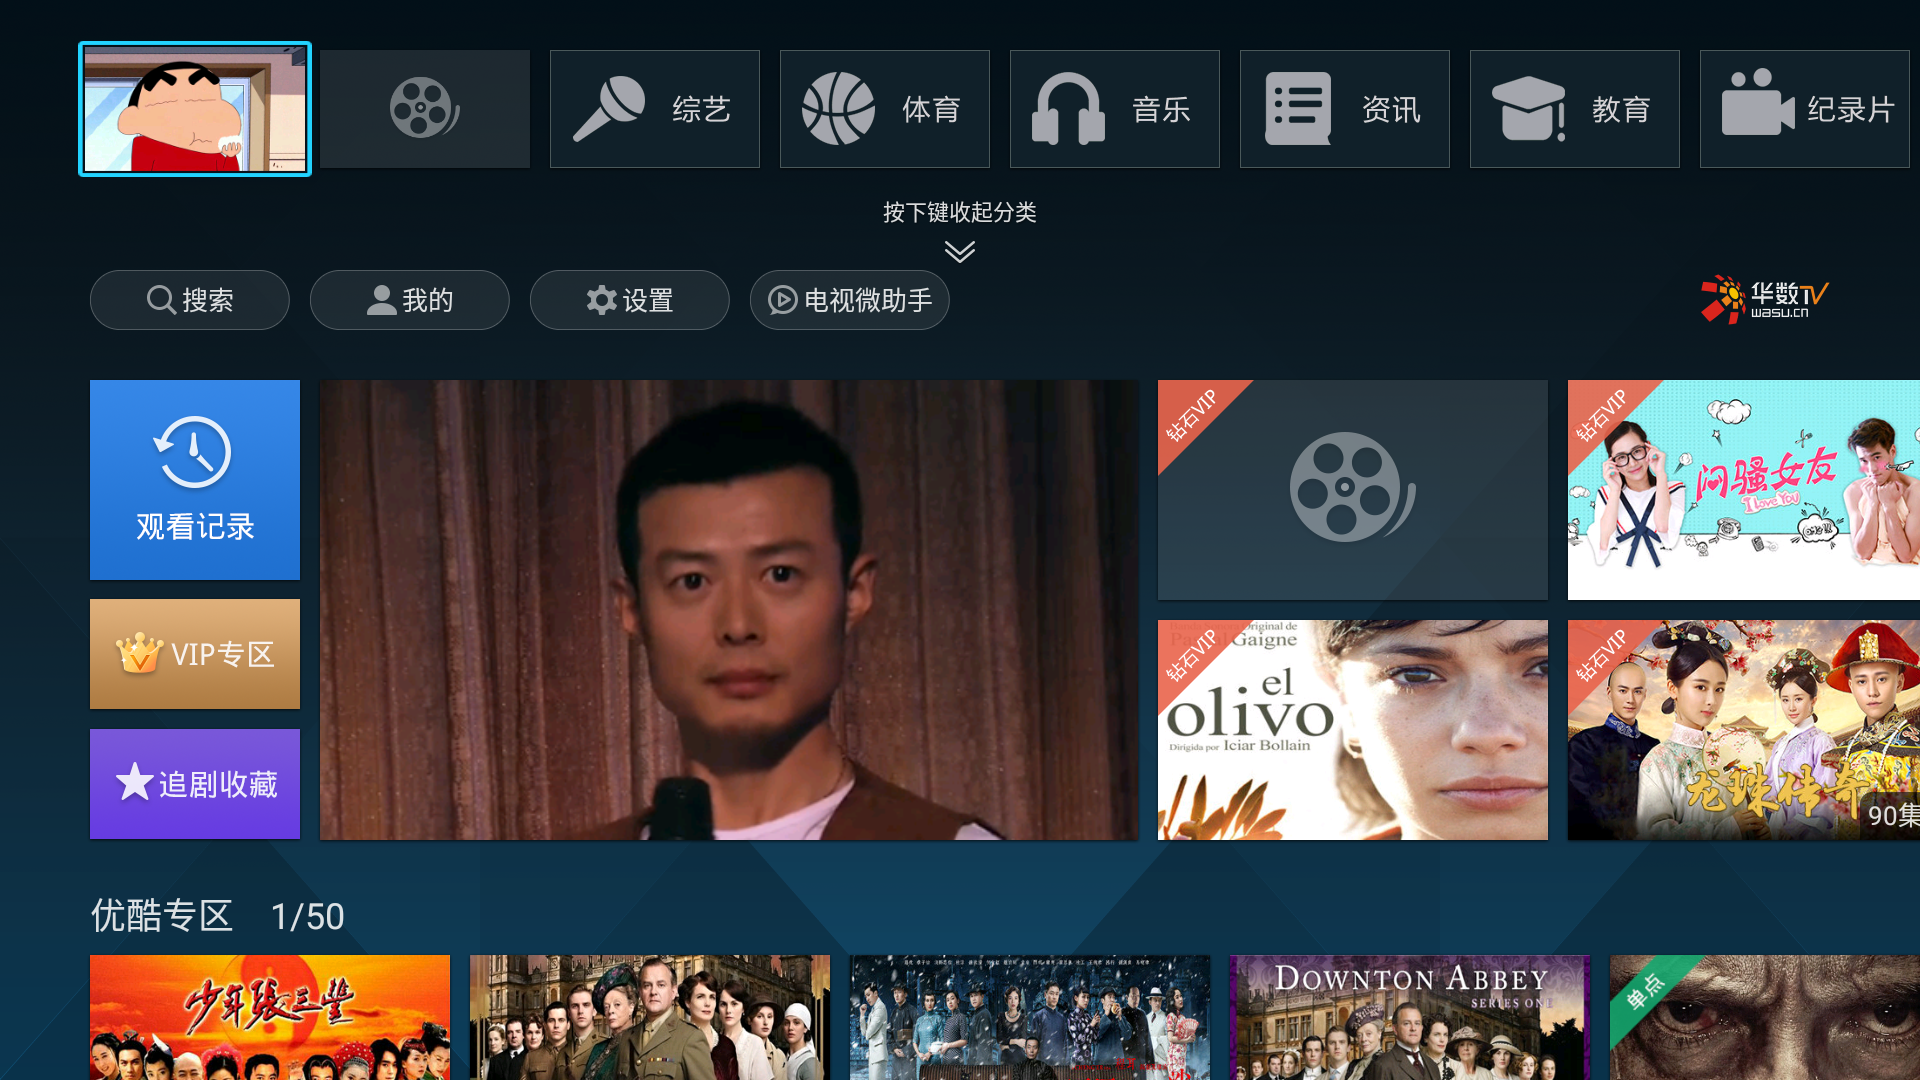 综艺
体育
音乐
资讯
教育
纪录片
按下键收起分类
搜索
我的
设置
电视微助手
华数TV
wasu.cn
观看记录
VIP专区
追剧收藏
钻石VIP
钻石VIP
闷骚女友
I love You
钻石VIP
Gaigne
el
olivo
Dirigida por Iciar Bollain
钻石VIP
龙珠传奇
90集
优酷专区 1/50
少年張三豐
DOWNTON ABBEY
SERIES ONE
单点